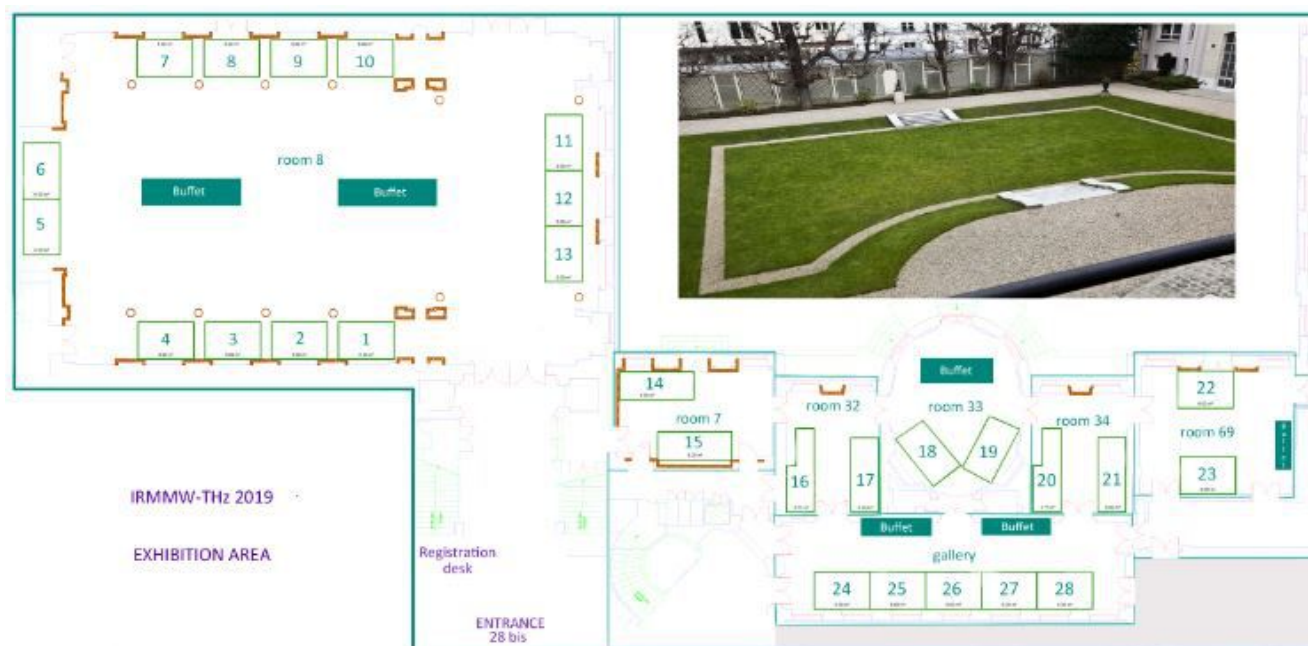 7
8
9
10
6
5
room 8
Buffet
Buffet
11
12
13
4
3
2
1
14
room 7
15
room 32
16
17
Buffet
room 33
18
19
room 34
20
21
22
room 69
23
Buffet
Buffet
Buffet
gallery
24
25
26
27
28
IRMMW-THz 2019
EXHIBITION AREA
Registration
desk
ENTRANCE
28 bis